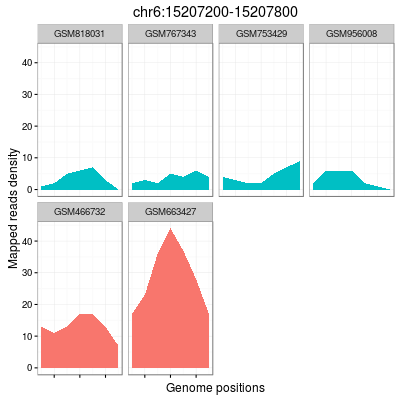 chr6:15207200-15207800
GSM818031 GSM767343 GSM753429 GSM956008
40
30
20
10
0
Mapped reads density
GSM466732 GSM663427
40
30
20
10
0
Genome positions